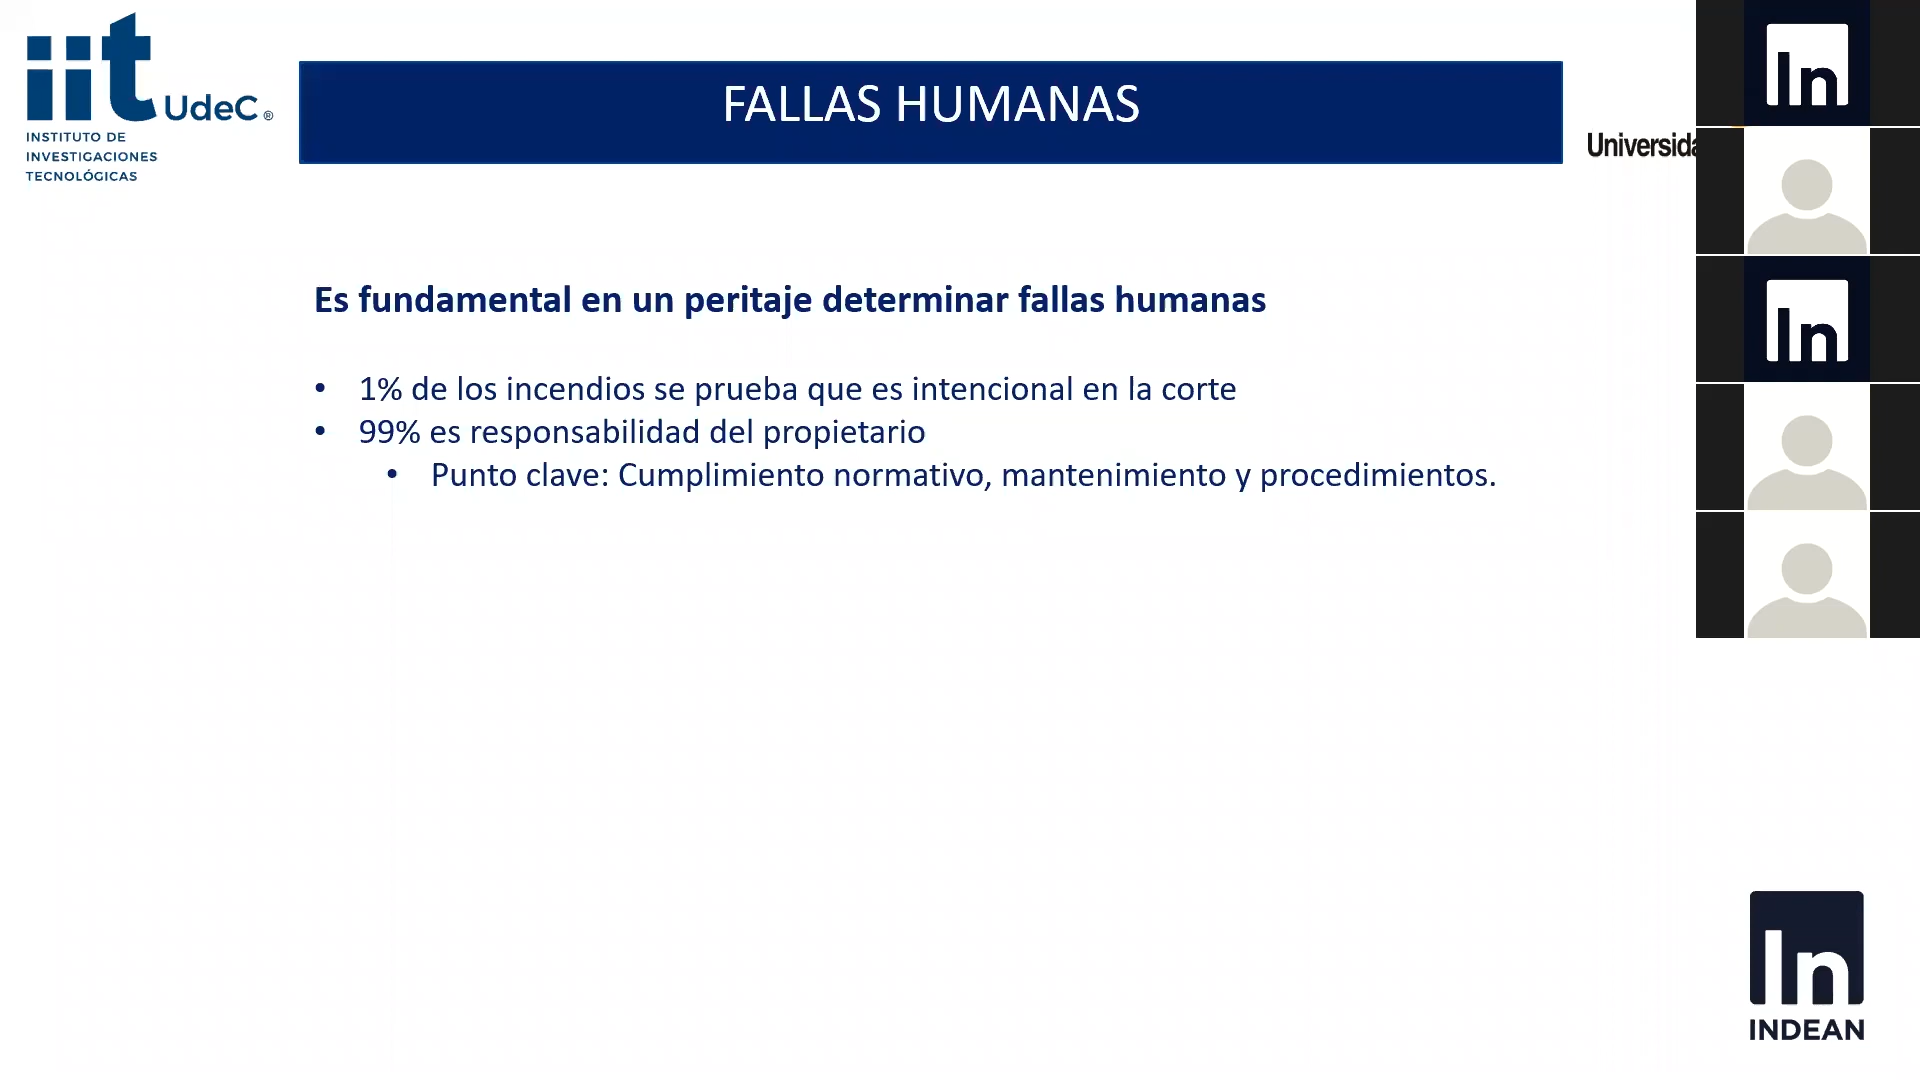 iit UdeC ®
INSTITUTO DE
INVESTIGACIONES
TECNOLÓGICAS
FALLAS HUMANAS
Es fundamental en un peritaje determinar fallas humanas
• 1% de los incendios se prueba que es intencional en la corte
• 99% es responsabilidad del propietario
• Punto clave: Cumplimiento normativo, mantenimiento y procedimientos.
In
In
In
INDEAN